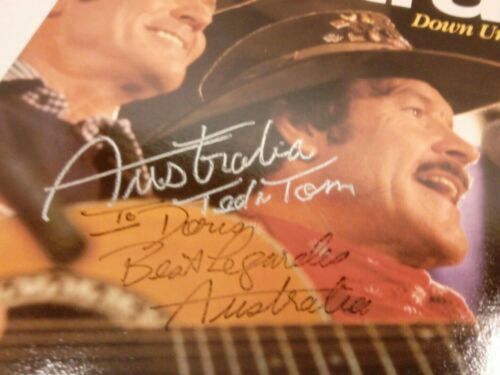 Down Un
Australia
Ted & Tom
To Doug
Best Regards
Australia